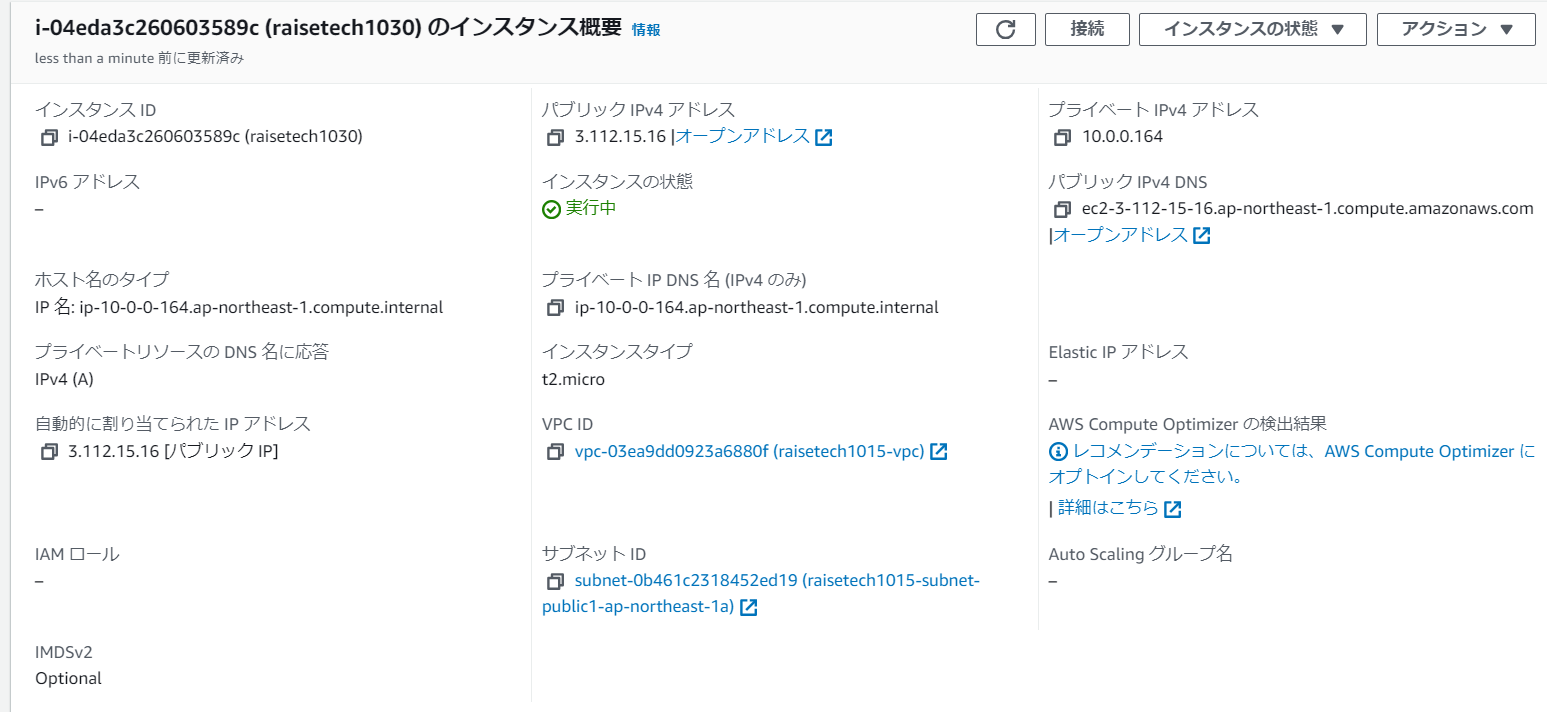 i-04eda3c260603589c (raisetech1030) のインスタンス概要 情報
less than a minute 前に更新済み
接続
インスタンスの状態 ▼
アクション ▼
インスタンス ID
i-04eda3c260603589c (raisetech1030)
パブリック IPv4 アドレス
3.112.15.16 |オープンアドレス
プライベート IPv4 アドレス
10.0.0.164
IPv6 アドレス
–
インスタンスの状態
実行中
パブリック IPv4 DNS
ec2-3-112-15-16.ap-northeast-1.compute.amazonaws.com
|オープンアドレス
ホスト名のタイプ
IP 名: ip-10-0-0-164.ap-northeast-1.compute.internal
プライベート IP DNS 名 (IPv4 のみ)
ip-10-0-0-164.ap-northeast-1.compute.internal
プライベートリソースの DNS 名に応答
IPv4 (A)
インスタンスタイプ
t2.micro
Elastic IP アドレス
–
自動的に割り当てられた IP アドレス
3.112.15.16 [パブリック IP]
VPC ID
vpc-03ea9dd0923a6880f (raisetech1015-vpc)
AWS Compute Optimizer の検出結果
レコメンデーションについては、AWS Compute Optimizer に
オプトインしてください。
| 詳細はこちら
IAM ロール
–
サブネット ID
subnet-0b461c2318452ed19 (raisetech1015-subnet-
public1-ap-northeast-1a)
Auto Scaling グループ名
–
IMDSv2
Optional